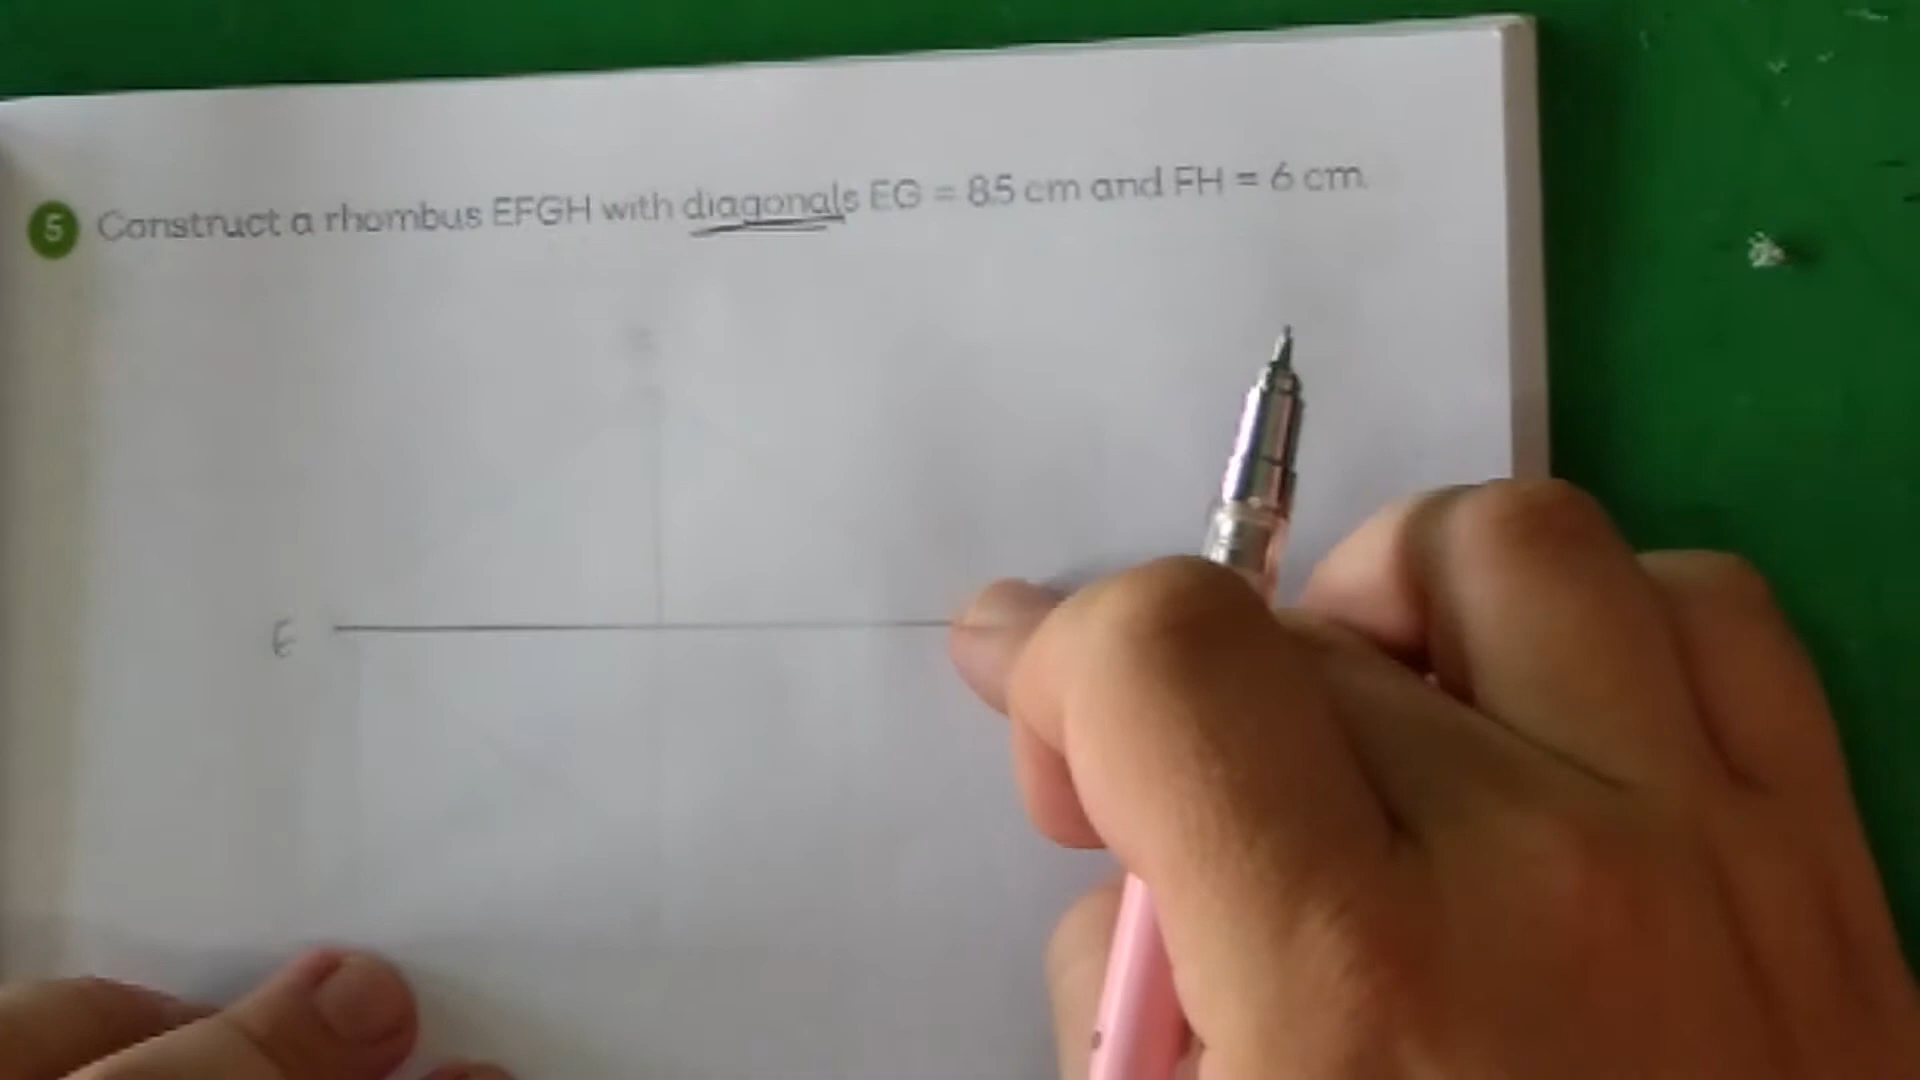 5 Construct a rhombus EFGH with diagonals EG = 8.5 cm and FH = 6 cm.
E